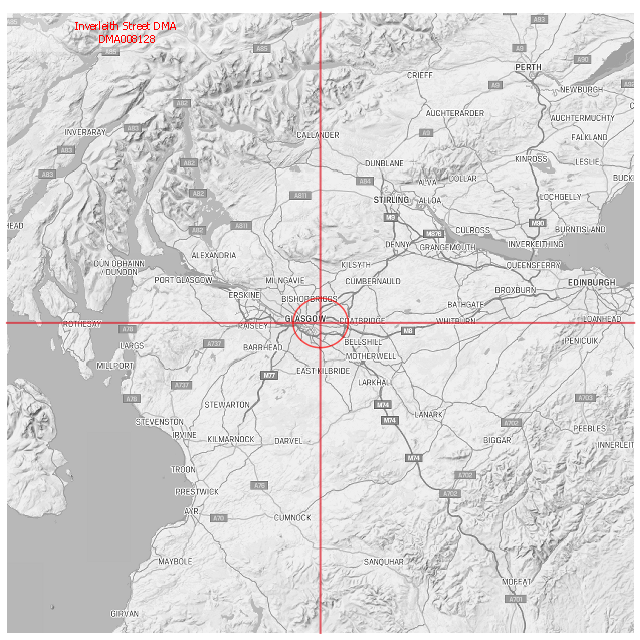 Inverleith Street DMA
DMA008128
A85
A85
A93
A9
A90
PERTH
CRIEFF
A9
NEWBURGH
A82
AUCHTERARDER
AUCHTERMUCHTY
INVERARAY
A83
CALLANDER
A9
FALKLAND
A83
A82
DUNBLANE
KINROSS
LESLIE
A83
A84
ALVA
DOLLAR
BUCK
A82
A811
STIRLING
ALLOA
LOCHGELLY
HEAD
A82
A811
M9
M90
M876
CULROSS
BURNTISLAND
DENNY
GRANGEMOUTH
INVERKEITHING
ALEXANDRIA
DUN OBHAINN
/ DUNOON
KILSYTH
QUEENSFERRY
PORT GLASGOW
MILNGAVIE
CUMBERNAULD
EDINBURGH
ERSKINE
BISHOPBRIGGS
BROXBURN
BATHGATE
ROTHESAY
A78
PAISLEY
GLASGOW
COATBRIDGE
M8
WHITBURN
LOANHEAD
LARGS
A737
BARRHEAD
BELLSHILL
PENICUIK
MOTHERWELL
MILLPORT
A737
M77
EAST KILBRIDE
LARKHALL
A78
STEWARTON
M74
A703
STEVENSTON
M74
LANARK
A702
PEEBLES
IRVINE
KILMARNOCK
DARVEL
BIGGAR
INNERLEIT
TROON
M74
A702
PRESTWICK
A76
A702
AYR
A70
CUMNOCK
MAYBOLE
SANQUHAR
MOFFAT
A701
GIRVAN